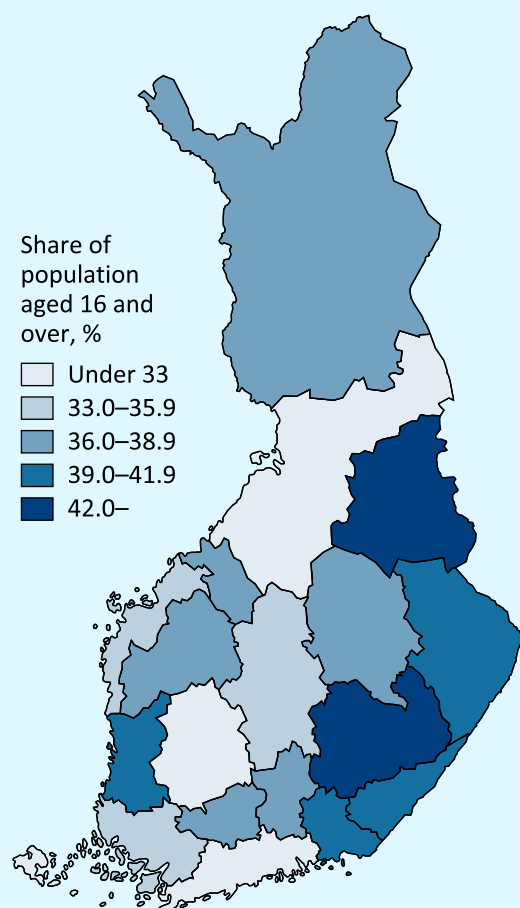 Share of
population
aged 16 and
over, %
Under 33
33.0–35.9
36.0–38.9
39.0–41.9
42.0–